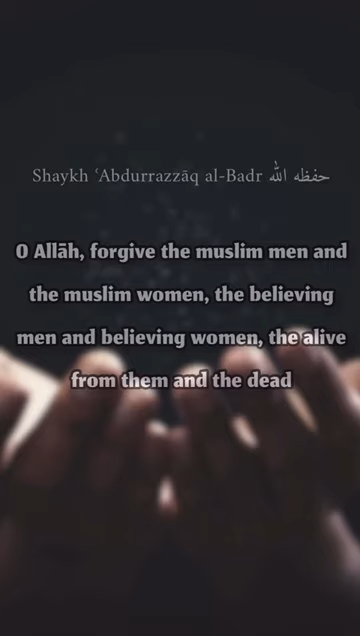 Shaykh ʿAbdurrazzāq al-Badr حفظه الله
O Allāh, forgive the muslim men and
the muslim women, the believing
men and believing women, the alive
from them and the dead